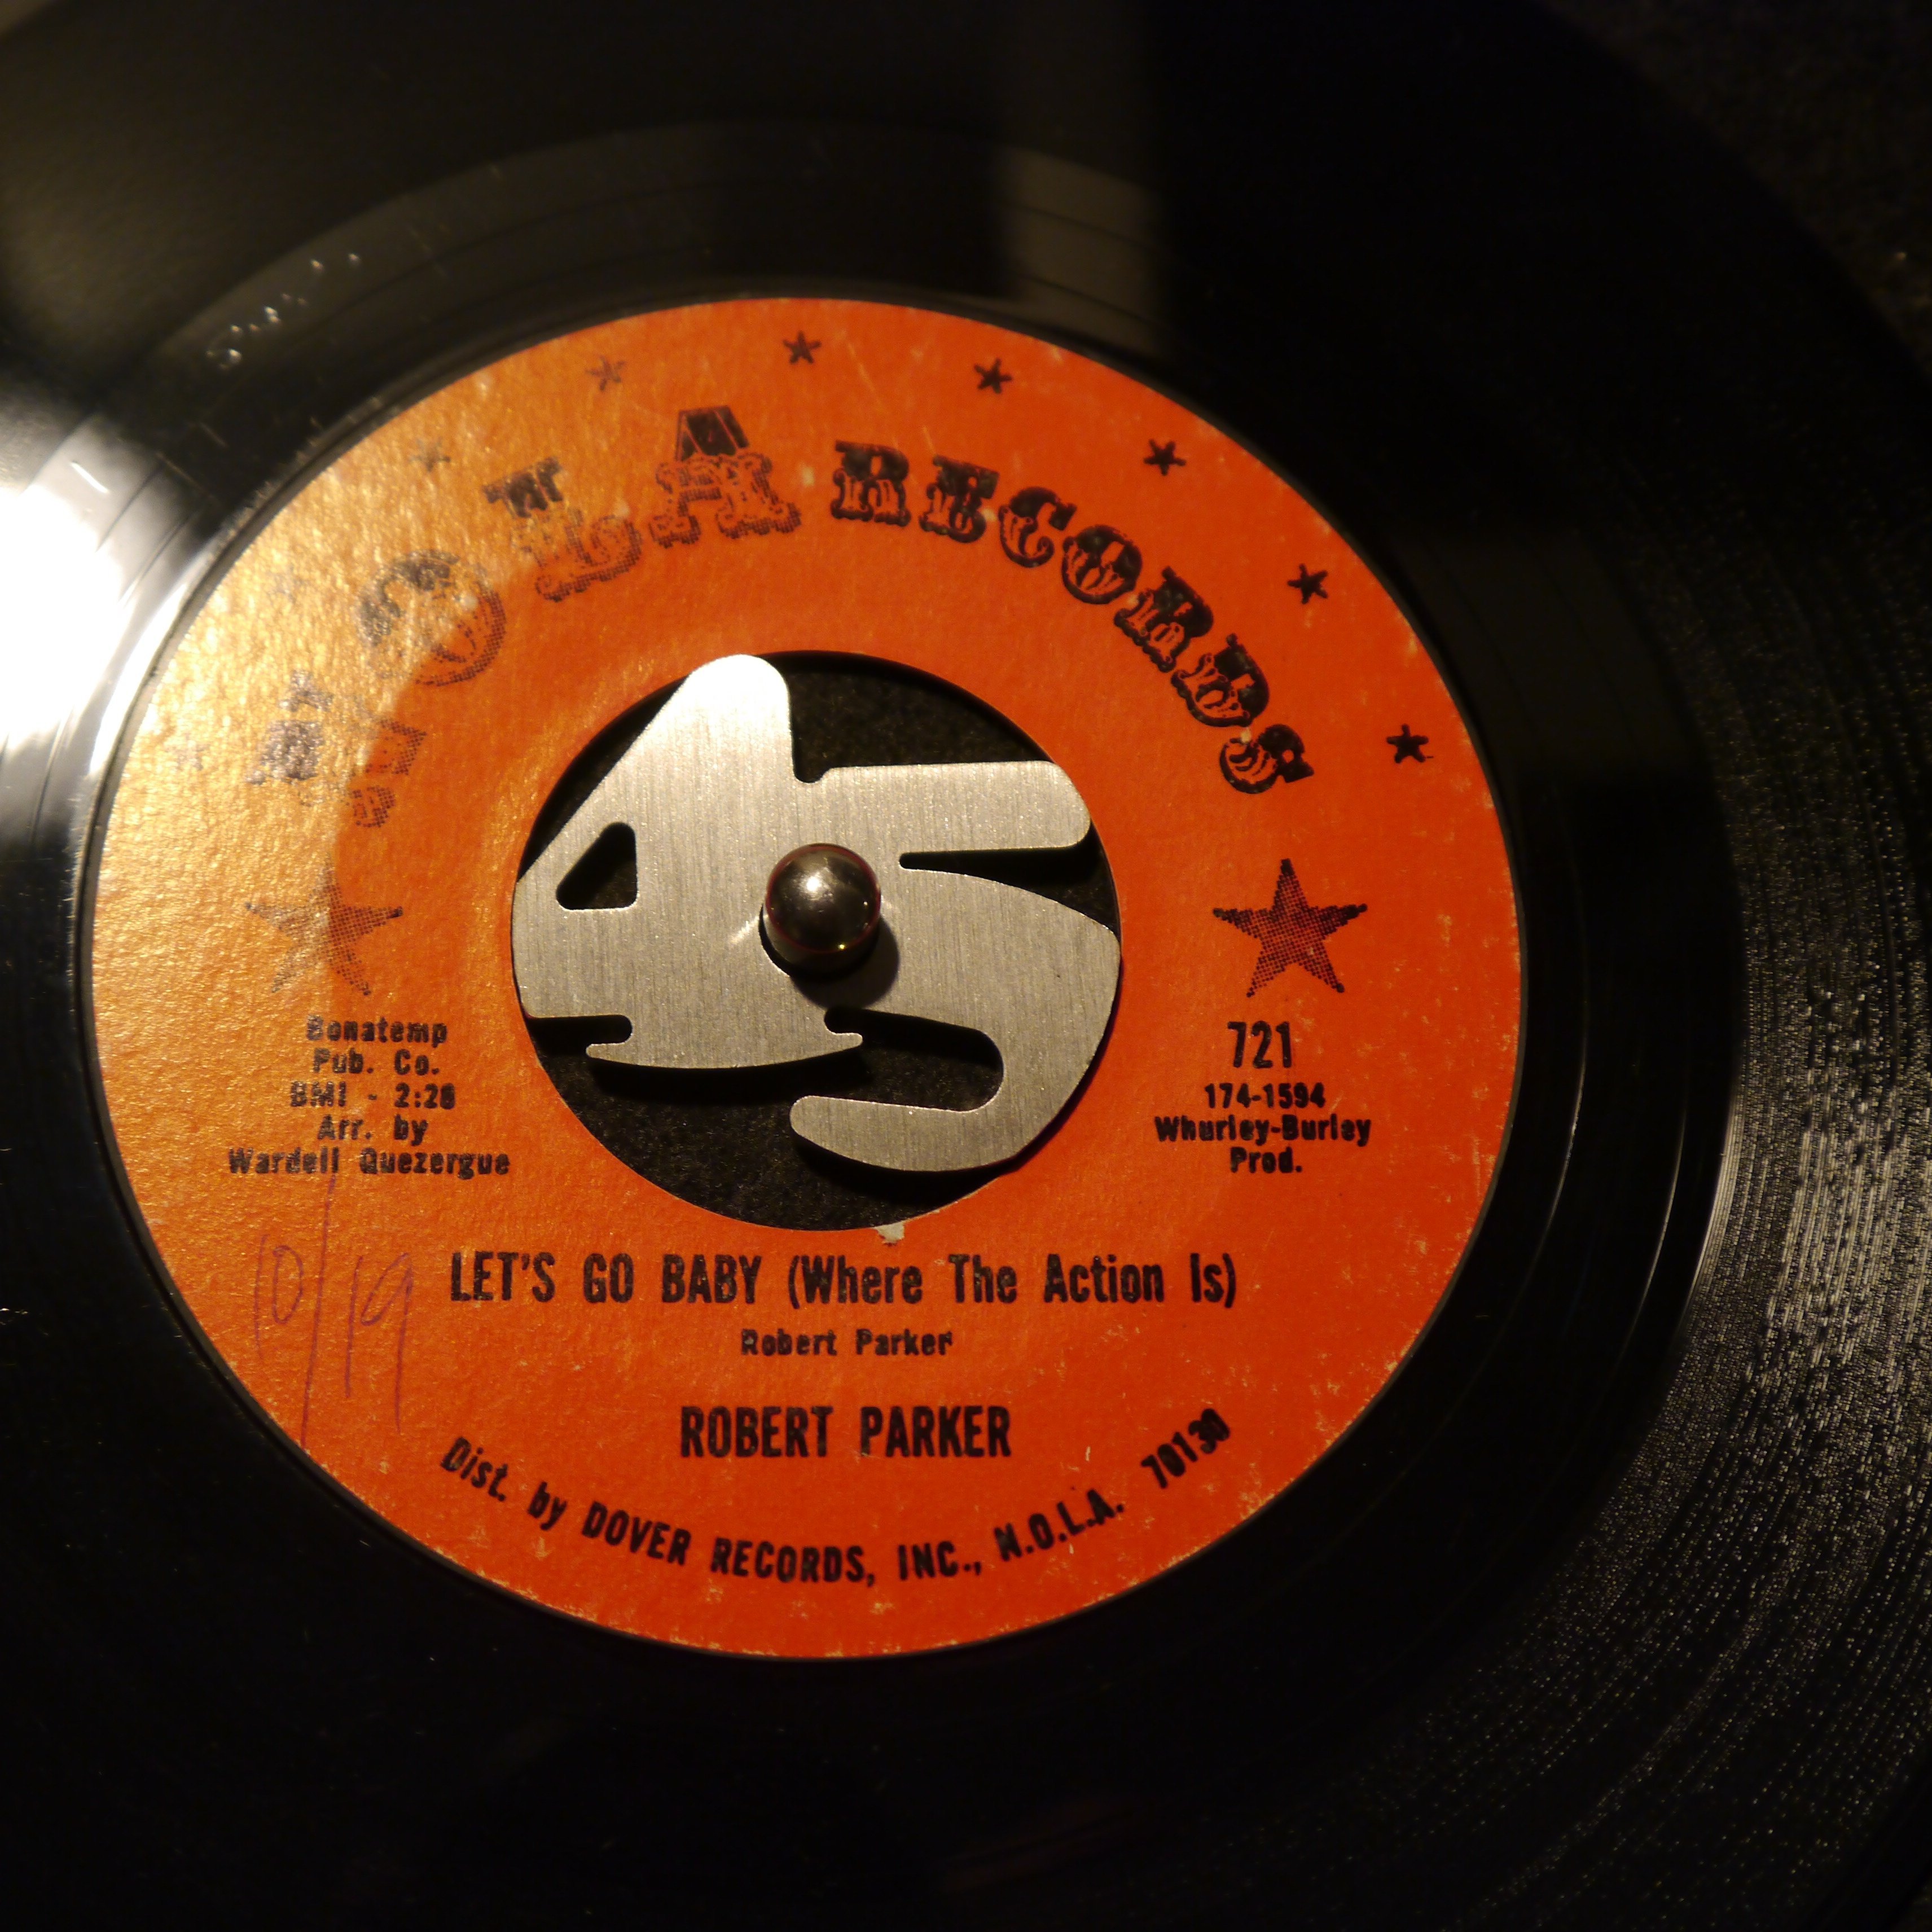 NOLA RECORDS
45
Bonatemp
Pub. Co.
BMI - 2:28
Arr. by
Wardell Quezergue
721
174-1594
Whurley-Burley
Prod.
10/19
LET'S GO BABY (Where The Action Is)
Robert Parker
ROBERT PARKER
Dist. by DOVER RECORDS, INC., N.O.L.A. 70130